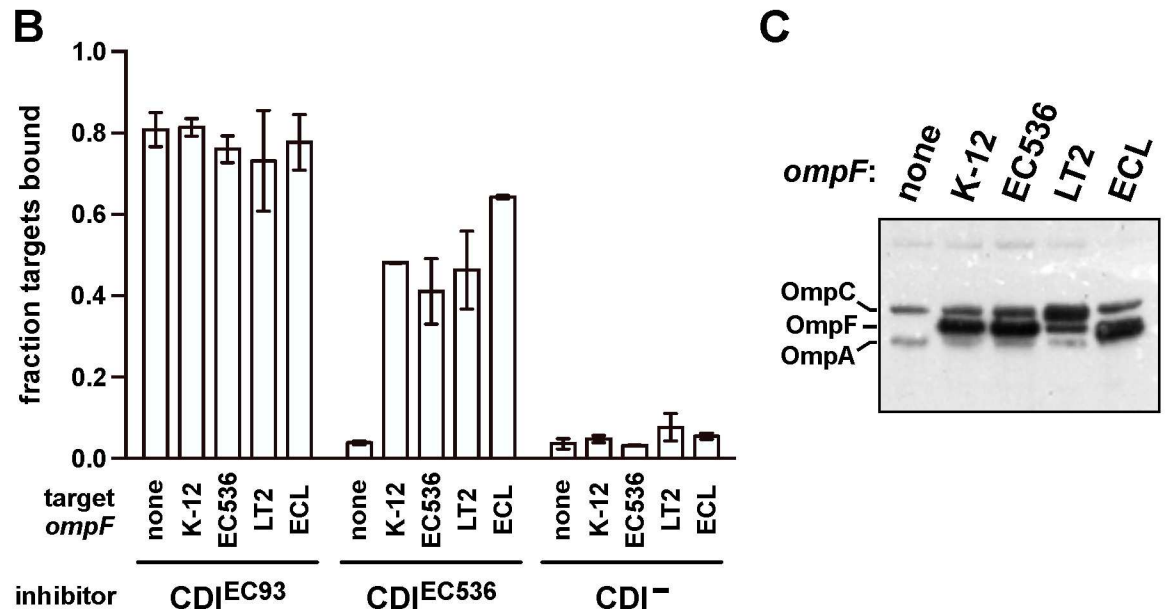 B
fraction targets bound
1.0
0.8
0.6
0.4
0.2
0.0
target ompF
none
K-12
EC536
LT2
ECL
none
K-12
EC536
LT2
ECL
none
K-12
EC536
LT2
ECL
inhibitor
CDI^EC93
CDI^EC536
CDI^–
C
ompF:
none
K-12
EC536
LT2
ECL
OmpC
OmpF
OmpA